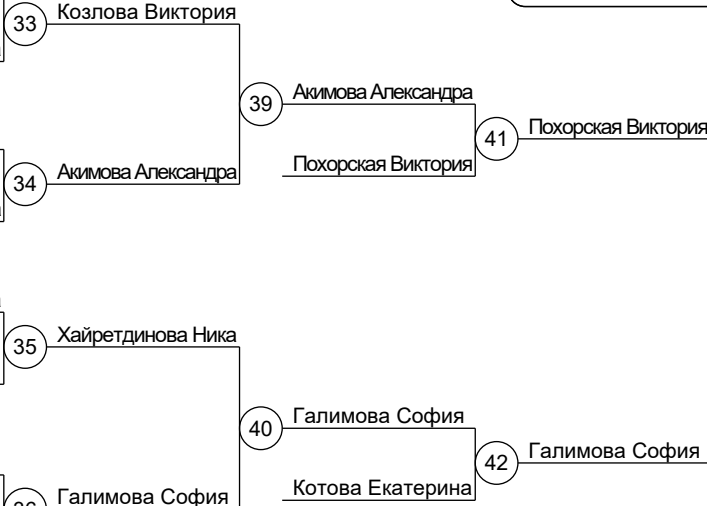 33
Козлова Виктория
39
Акимова Александра
41
Похорская Виктория
Похорская Виктория
34
Акимова Александра
35
Хайретдинова Ника
40
Галимова София
42
Галимова София
Котова Екатерина
36
Галимова София